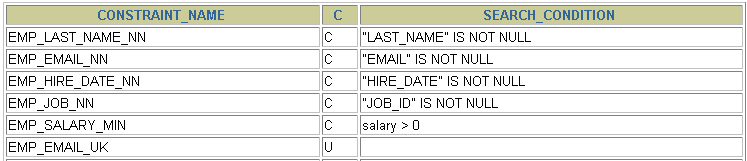 CONSTRAINT_NAME C SEARCH_CONDITION
EMP_LAST_NAME_NN C "LAST_NAME" IS NOT NULL
EMP_EMAIL_NN C "EMAIL" IS NOT NULL
EMP_HIRE_DATE_NN C "HIRE_DATE" IS NOT NULL
EMP_JOB_NN C "JOB_ID" IS NOT NULL
EMP_SALARY_MIN C salary > 0
EMP_EMAIL_UK U